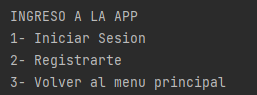 INGRESO A LA APP
1- Iniciar Sesion
2- Registrarte
3- Volver al menu principal